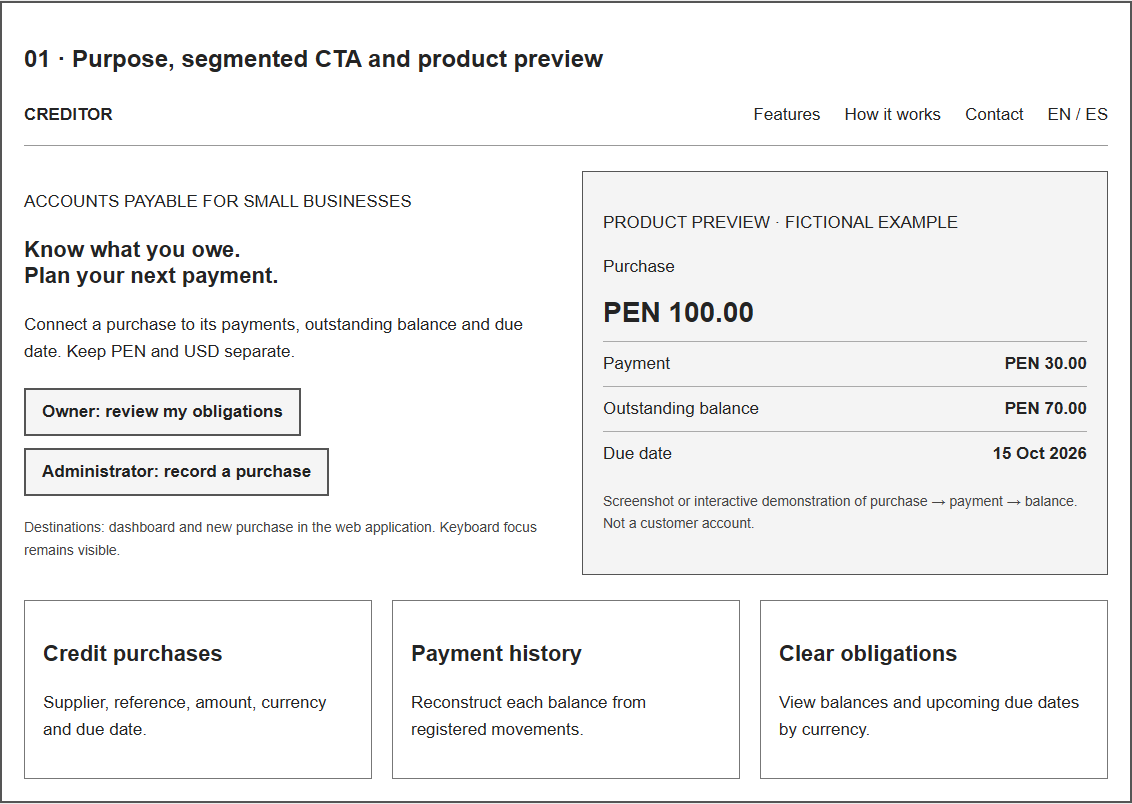 01 · Purpose, segmented CTA and product preview
CREDITOR
Features How it works Contact EN / ES
ACCOUNTS PAYABLE FOR SMALL BUSINESSES
Know what you owe.
Plan your next payment.
Connect a purchase to its payments, outstanding balance and due
date. Keep PEN and USD separate.
Owner: review my obligations
Administrator: record a purchase
Destinations: dashboard and new purchase in the web application. Keyboard focus
remains visible.
PRODUCT PREVIEW · FICTIONAL EXAMPLE
Purchase
PEN 100.00
Payment PEN 30.00
Outstanding balance PEN 70.00
Due date 15 Oct 2026
Screenshot or interactive demonstration of purchase → payment → balance.
Not a customer account.
Credit purchases
Supplier, reference, amount, currency
and due date.
Payment history
Reconstruct each balance from
registered movements.
Clear obligations
View balances and upcoming due dates
by currency.